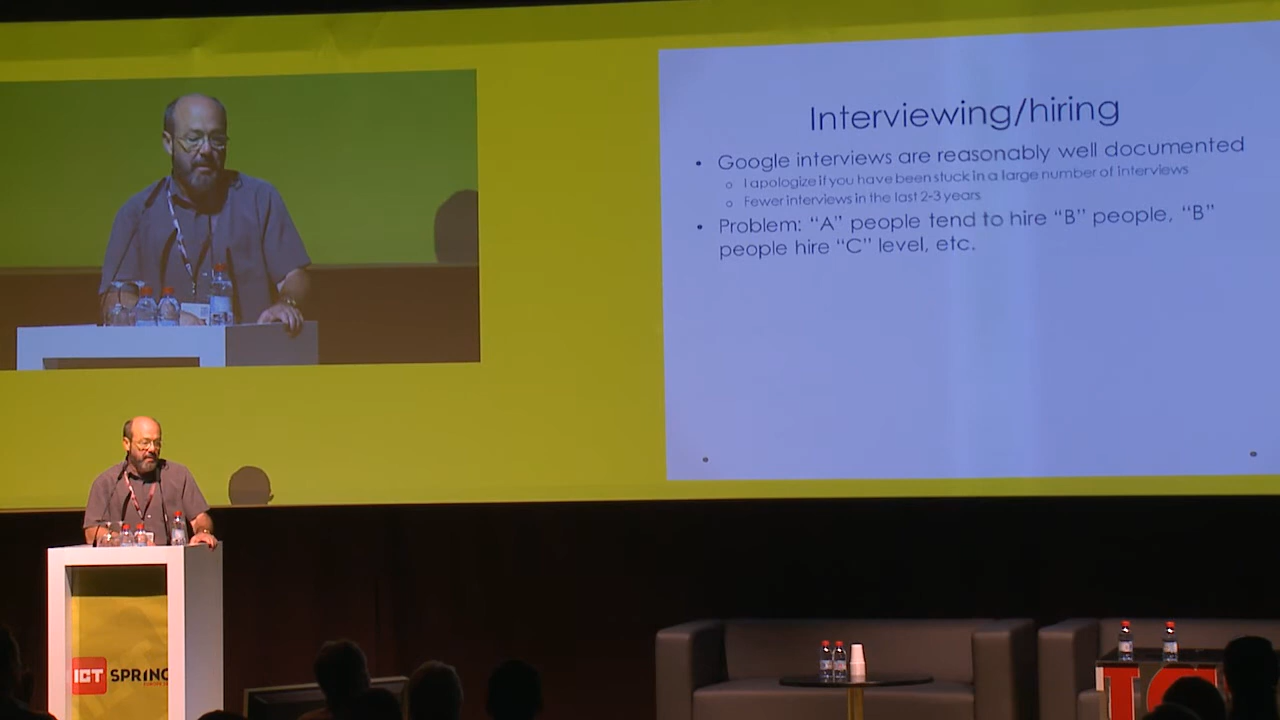 Interviewing/hiring
• Google interviews are reasonably well documented
o I apologize if you have been stuck in a large number of interviews
o Fewer interviews in the last 2-3 years
• Problem: “A” people tend to hire “B” people, “B”
people hire “C” level, etc.
ICT SPRING